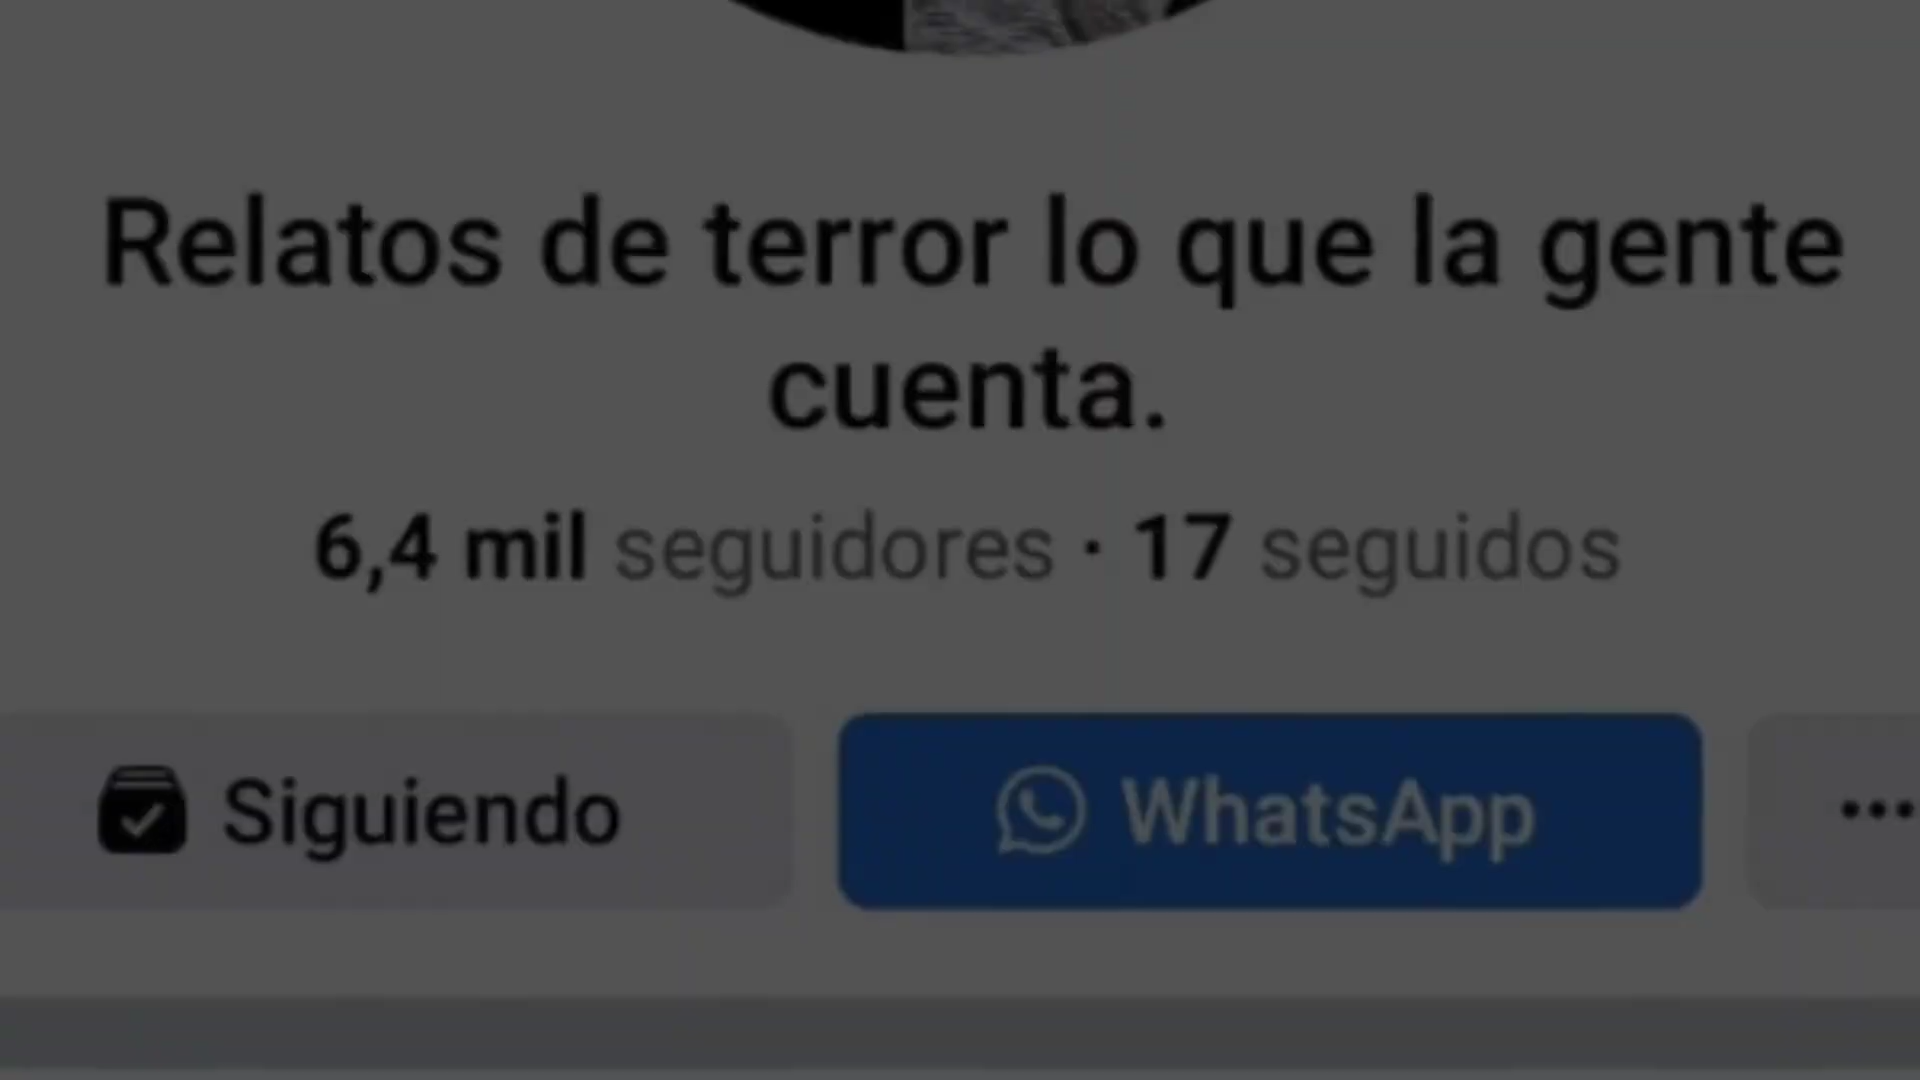 Relatos de terror lo que la gente
cuenta.
6,4 mil seguidores · 17 seguidos
Siguiendo
WhatsApp